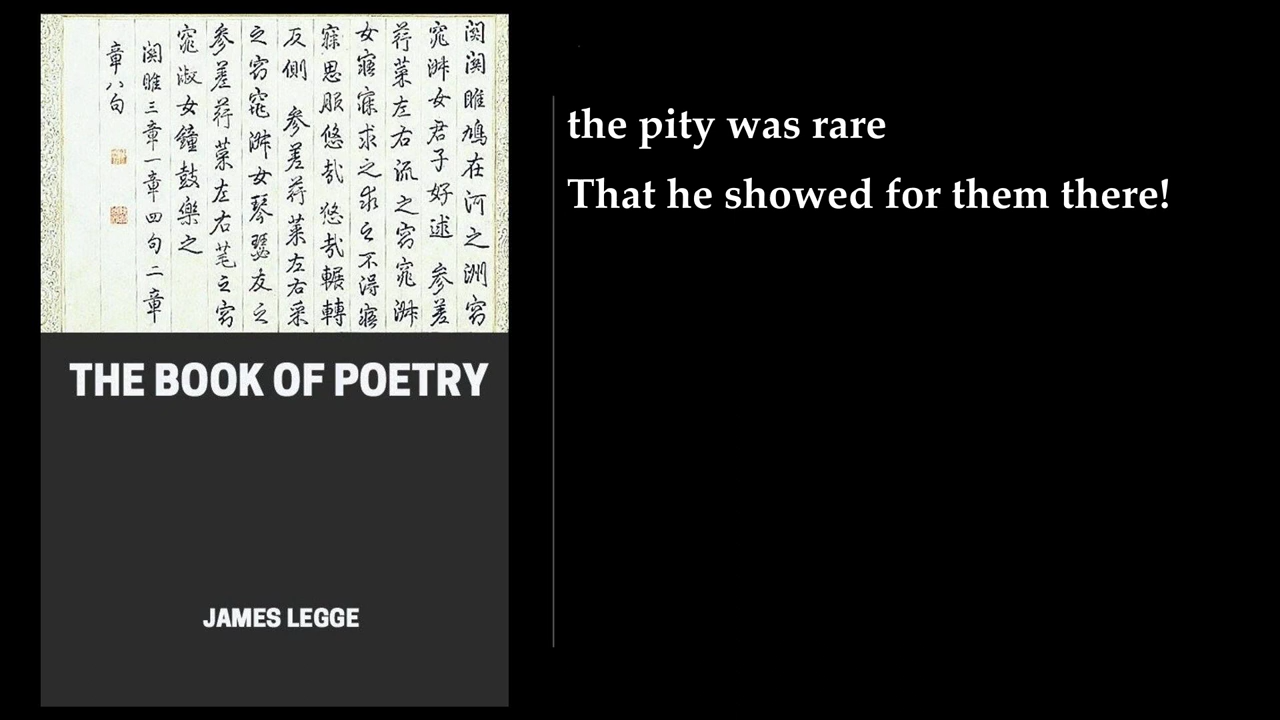 關關雎鳩在河之洲窈
窕淑女君子好逑 參差
荇菜左右流之窈窕淑
女寤寐求之求之不得寤
寐思服悠哉悠哉輾轉
反側 參差荇菜左右采
之窈窕淑女琴瑟友之
參差荇菜左右芼之窈
窕淑女鐘鼓樂之
關雎三章一章四句二章
章八句
THE BOOK OF POETRY
JAMES LEGGE
the pity was rare
That he showed for them there!